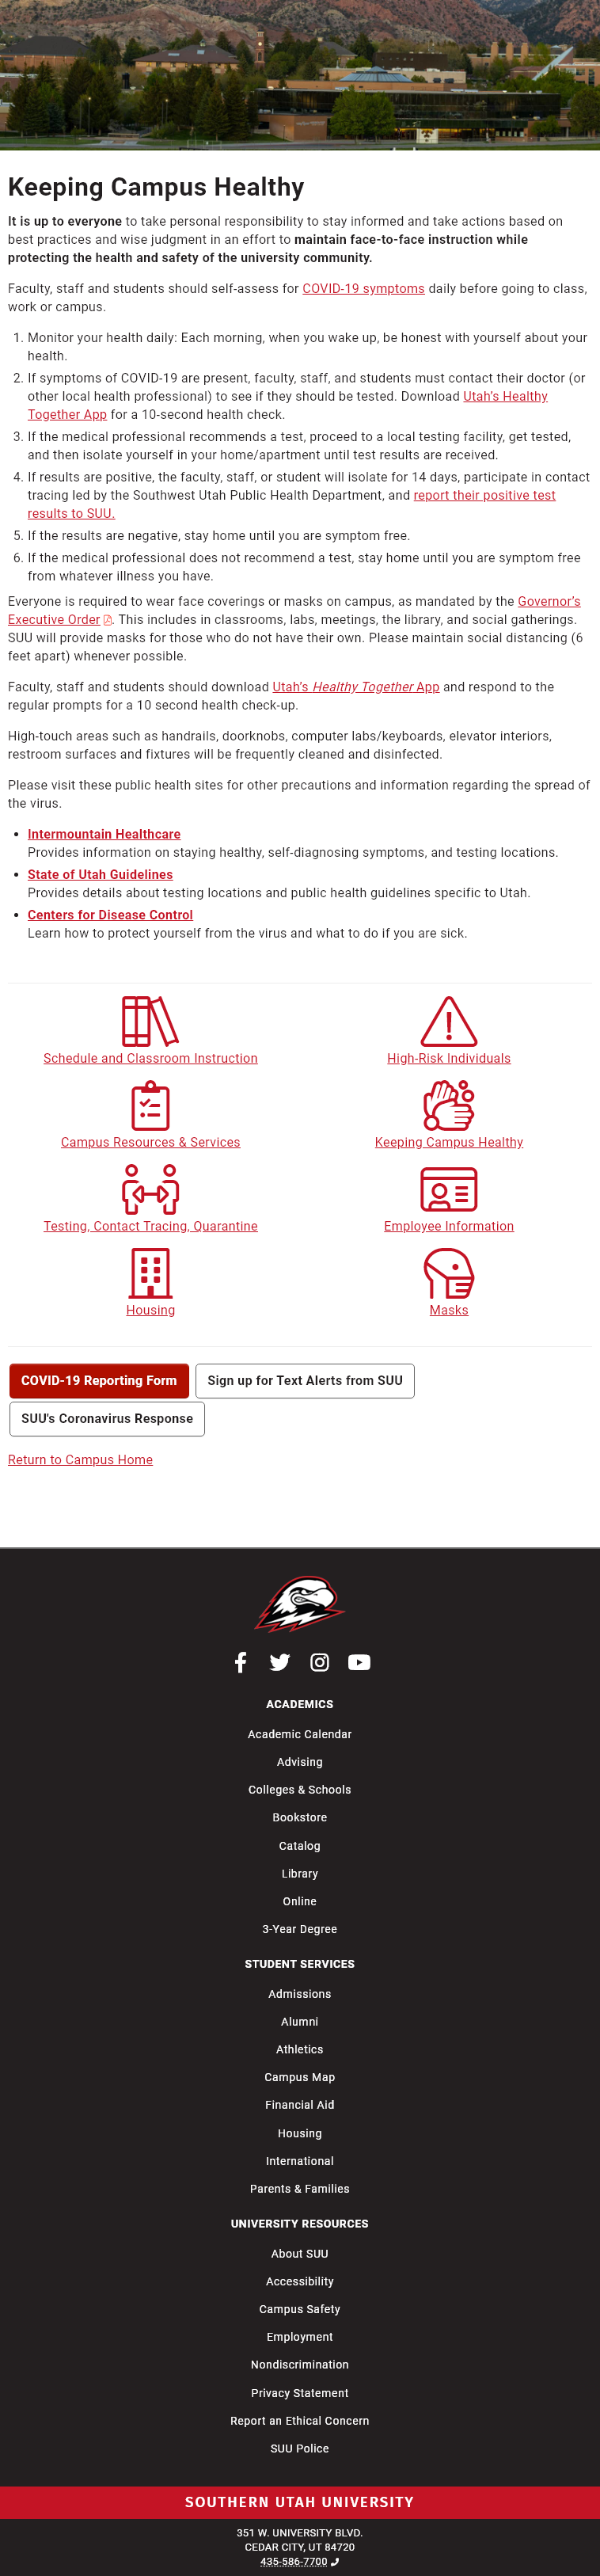 Keeping Campus Healthy
It is up to everyone to take personal responsibility to stay informed and take actions based on
best practices and wise judgment in an effort to maintain face-to-face instruction while
protecting the health and safety of the university community.
Faculty, staff and students should self-assess for COVID-19 symptoms daily before going to class,
work or campus.
1. Monitor your health daily: Each morning, when you wake up, be honest with yourself about your
health.
2. If symptoms of COVID-19 are present, faculty, staff, and students must contact their doctor (or
other local health professional) to see if they should be tested. Download Utah's Healthy
Together App for a 10-second health check.
3. If the medical professional recommends a test, proceed to a local testing facility, get tested,
and then isolate yourself in your home/apartment until test results are received.
4. If results are positive, the faculty, staff, or student will isolate for 14 days, participate in contact
tracing led by the Southwest Utah Public Health Department, and report their positive test
results to SUU.
5. If the results are negative, stay home until you are symptom free.
6. If the medical professional does not recommend a test, stay home until you are symptom free
from whatever illness you have.
Everyone is required to wear face coverings or masks on campus, as mandated by the Governor's
Executive Order. This includes in classrooms, labs, meetings, the library, and social gatherings.
SUU will provide masks for those who do not have their own. Please maintain social distancing (6
feet apart) whenever possible.
Faculty, staff and students should download Utah's Healthy Together App and respond to the
regular prompts for a 10 second health check-up.
High-touch areas such as handrails, doorknobs, computer labs/keyboards, elevator interiors,
restroom surfaces and fixtures will be frequently cleaned and disinfected.
Please visit these public health sites for other precautions and information regarding the spread of
the virus.
• Intermountain Healthcare
Provides information on staying healthy, self-diagnosing symptoms, and testing locations.
• State of Utah Guidelines
Provides details about testing locations and public health guidelines specific to Utah.
• Centers for Disease Control
Learn how to protect yourself from the virus and what to do if you are sick.
Schedule and Classroom Instruction
High-Risk Individuals
Campus Resources & Services
Keeping Campus Healthy
Testing, Contact Tracing, Quarantine
Employee Information
Housing
Masks
COVID-19 Reporting Form
Sign up for Text Alerts from SUU
SUU's Coronavirus Response
Return to Campus Home
ACADEMICS
Academic Calendar
Advising
Colleges & Schools
Bookstore
Catalog
Library
Online
3-Year Degree
STUDENT SERVICES
Admissions
Alumni
Athletics
Campus Map
Financial Aid
Housing
International
Parents & Families
UNIVERSITY RESOURCES
About SUU
Accessibility
Campus Safety
Employment
Nondiscrimination
Privacy Statement
Report an Ethical Concern
SUU Police
SOUTHERN UTAH UNIVERSITY
351 W. UNIVERSITY BLVD.
CEDAR CITY, UT 84720
435-586-7700